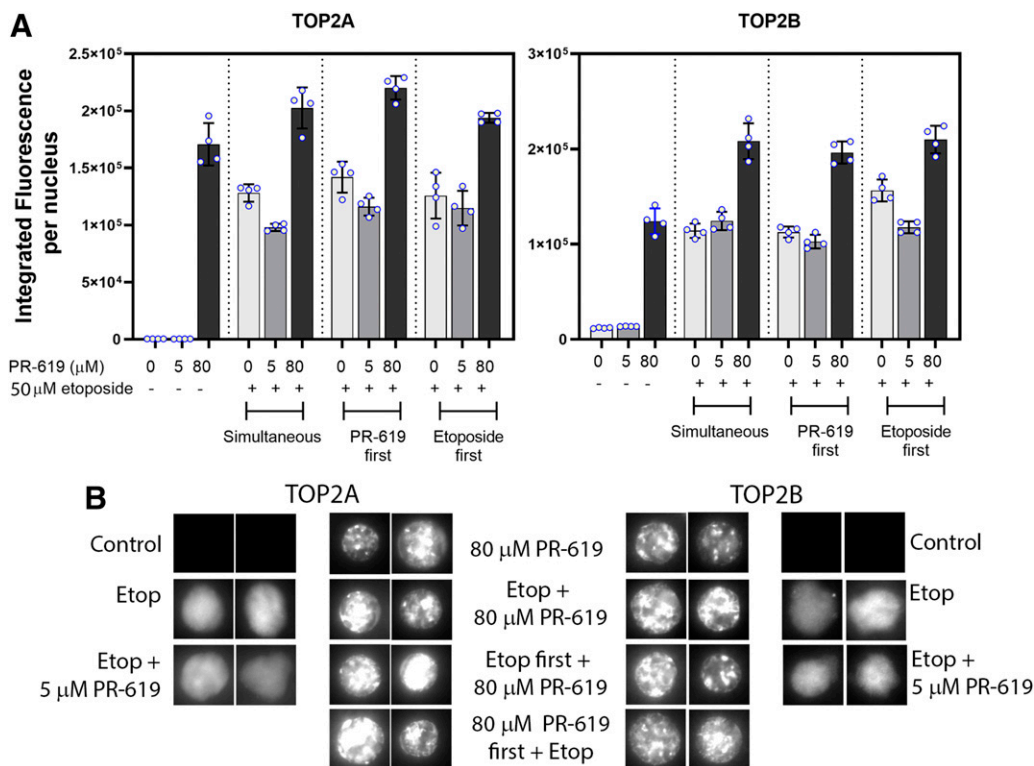 A
TOP2A
TOP2B
Integrated Fluorescence
per nucleus
2.5×10⁵
2×10⁵
1.5×10⁵
1×10⁵
5×10⁴
0
3×10⁵
2×10⁵
1×10⁵
0
PR-619 (μM) 0 5 80 0 5 80 0 5 80 0 5 80
50 μM etoposide - - - + + + + + + + + +
Simultaneous PR-619 first Etoposide first
0 5 80 0 5 80 0 5 80 0 5 80
- - - + + + + + + + + +
Simultaneous PR-619 first Etoposide first
B
TOP2A
TOP2B
Control
Etop
Etop +
5 μM PR-619
80 μM PR-619
Etop +
80 μM PR-619
Etop first +
80 μM PR-619
80 μM PR-619
first + Etop
Control
Etop
Etop +
5 μM PR-619